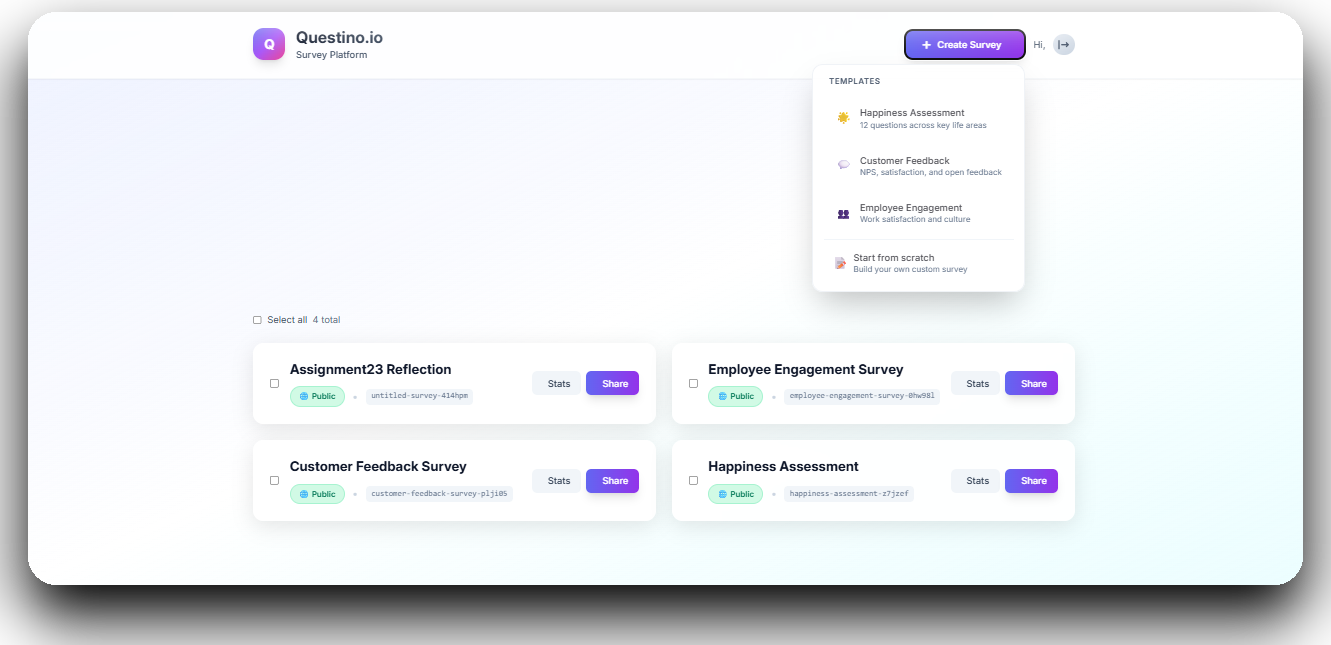 Q
Questino.io
Survey Platform
Create Survey
Hi,
TEMPLATES
Happiness Assessment
12 questions across key life areas
Customer Feedback
NPS, satisfaction, and open feedback
Employee Engagement
Work satisfaction and culture
Start from scratch
Build your own custom survey
Select all 4 total
Assignment23 Reflection
Public • untitled-survey-414hpm
Stats Share
Employee Engagement Survey
Public • employee-engagement-survey-0hw98l
Stats Share
Customer Feedback Survey
Public • customer-feedback-survey-plji05
Stats Share
Happiness Assessment
Public • happiness-assessment-z7jzef
Stats Share